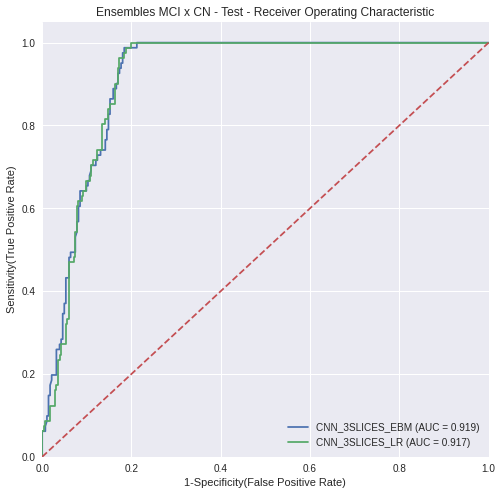 Ensembles MCI x CN - Test - Receiver Operating Characteristic
Sensitivity(True Positive Rate)
1.0
0.8
0.6
0.4
0.2
0.0
CNN_3SLICES_EBM (AUC = 0.919)
CNN_3SLICES_LR (AUC = 0.917)
0.0 0.2 0.4 0.6 0.8 1.0
1-Specificity(False Positive Rate)